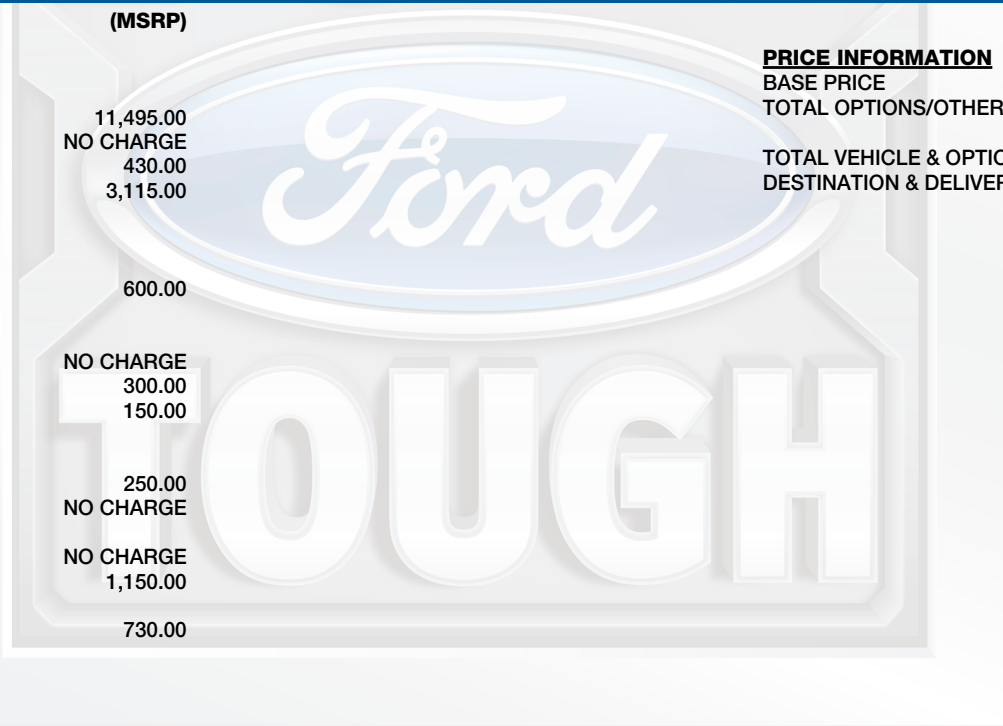 (MSRP)
11,495.00
NO CHARGE
430.00
3,115.00
600.00
NO CHARGE
300.00
150.00
250.00
NO CHARGE
NO CHARGE
1,150.00
730.00
PRICE INFORMATION
BASE PRICE
TOTAL OPTIONS/OTHER
TOTAL VEHICLE & OPTIO
DESTINATION & DELIVER
Ford
TOUGH